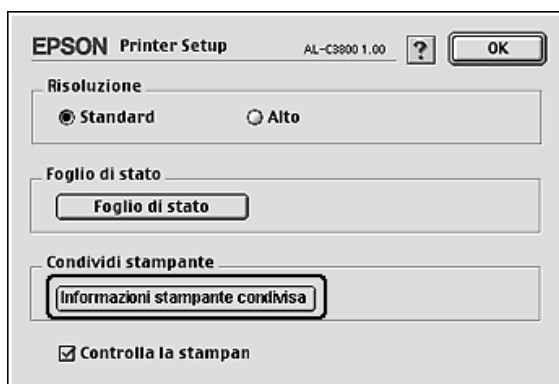 EPSON Printer Setup AL-C3800 1.00 ? OK
Risoluzione
Standard Alto
Foglio di stato
Foglio di stato
Condividi stampante
Informazioni stampante condivisa
Controlla la stampan